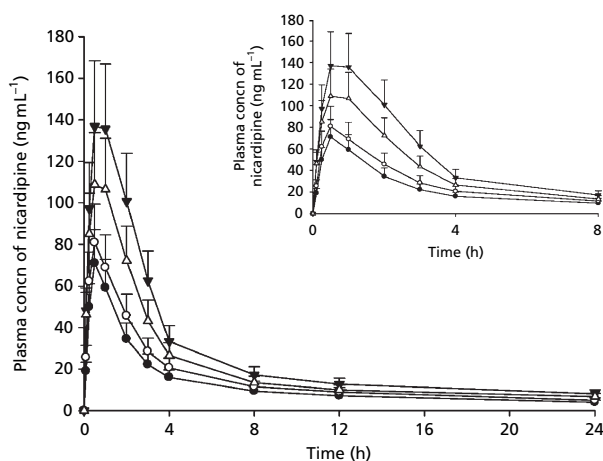 Plasma concn of nicardipine (ng mL⁻¹)
180
160
140
120
100
80
60
40
20
0
0 4 8 12 16 20 24
Time (h)
Plasma concn of
nicardipine (ng mL⁻¹)
180
160
140
120
100
80
60
40
20
0
0 4 8
Time (h)